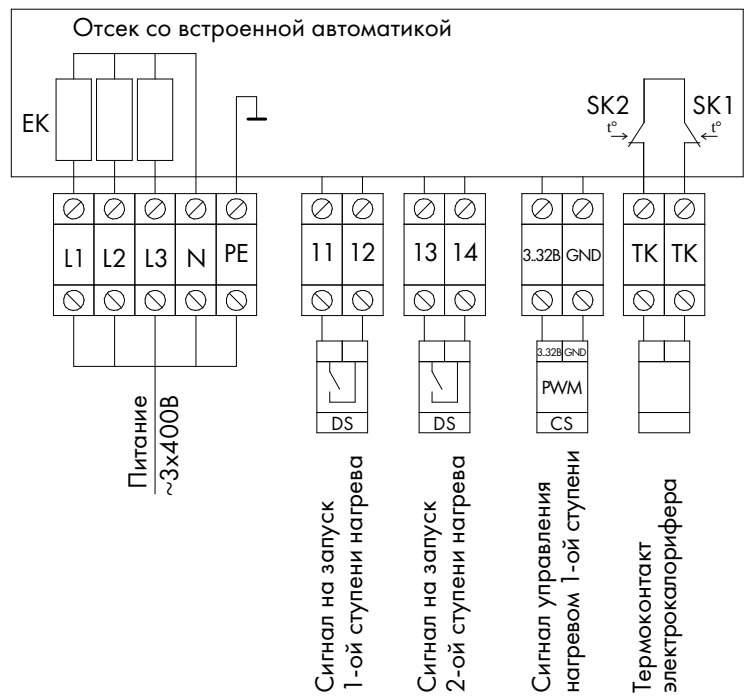 Отсек со встроенной автоматикой
EK
SK2
SK1
t°
t°
L1 L2 L3 N PE
11 12
13 14
3..32В GND
TK TK
3..32В GND
PWM
DS
DS
CS
Питание
~3х400В
Сигнал на запуск
1-ой ступени нагрева
Сигнал на запуск
2-ой ступени нагрева
Сигнал управления
нагревом 1-ой ступени
Термоконтакт
электрокалорифера